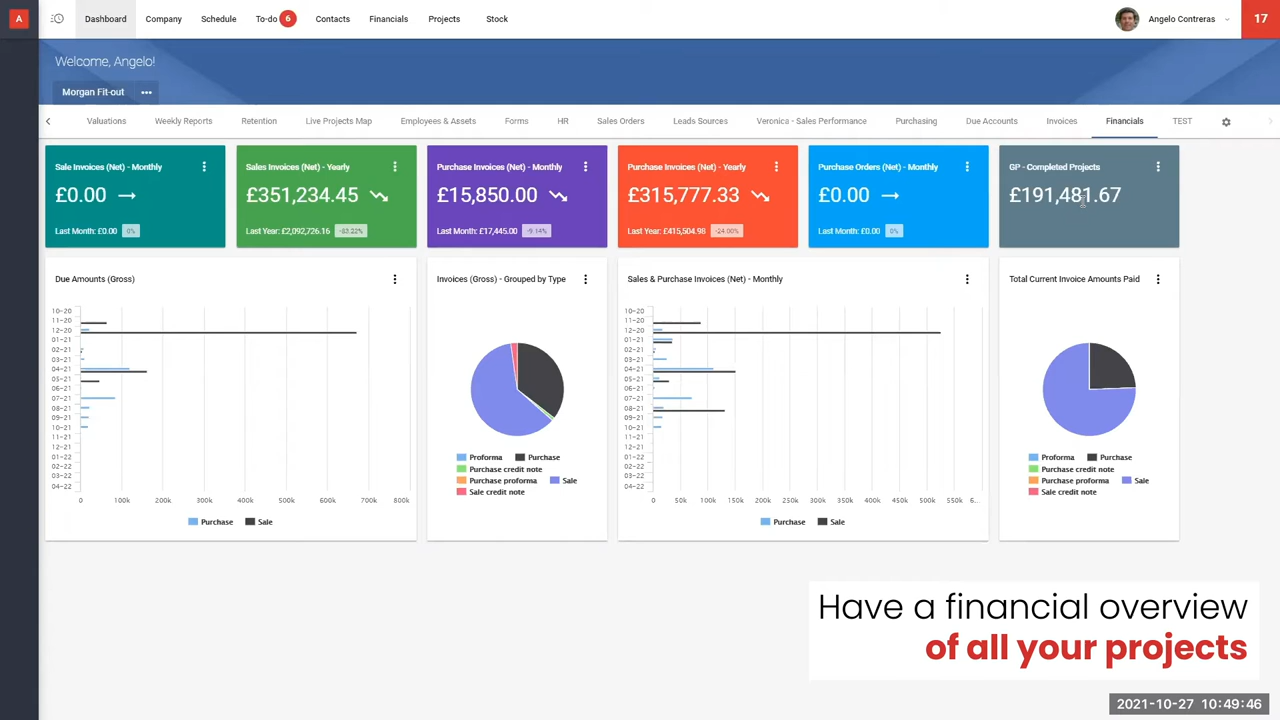 A
Dashboard
Company
Schedule
To-do 6
Contacts
Financials
Projects
Stock
Angelo Contreras
17
Welcome, Angelo!
Morgan Fit-out
Valuations
Weekly Reports
Retention
Live Projects Map
Employees & Assets
Forms
HR
Sales Orders
Leads Sources
Veronica - Sales Performance
Purchasing
Due Accounts
Invoices
Financials
TEST
Sale Invoices (Net) - Monthly
£0.00
Last Month: £0.00 0%
Sales Invoices (Net) - Yearly
£351,234.45
Last Year: £2,092,726.16 -83.22%
Purchase Invoices (Net) - Monthly
£15,850.00
Last Month: £17,445.00 -9.14%
Purchase Invoices (Net) - Yearly
£315,777.33
Last Year: £415,504.98 -24.00%
Purchase Orders (Net) - Monthly
£0.00
Last Month: £0.00 0%
GP - Completed Projects
£191,481.67
Due Amounts (Gross)
10-20
11-20
12-20
01-21
02-21
03-21
04-21
05-21
06-21
07-21
08-21
09-21
10-21
11-21
12-21
01-22
02-22
03-22
04-22
0 100k 200k 300k 400k 500k 600k 700k 800k
Purchase Sale
Invoices (Gross) - Grouped by Type
Proforma Purchase
Purchase credit note
Purchase proforma Sale
Sale credit note
Sales & Purchase Invoices (Net) - Monthly
10-20
11-20
12-20
01-21
02-21
03-21
04-21
05-21
06-21
07-21
08-21
09-21
10-21
11-21
12-21
01-22
02-22
03-22
04-22
0 50k 100k 150k 200k 250k 300k 350k 400k 450k 500k 550k 6...
Purchase Sale
Total Current Invoice Amounts Paid
Proforma Purchase
Purchase credit note
Purchase proforma Sale
Sale credit note
Have a financial overview
of all your projects
2021-10-27 10:49:46